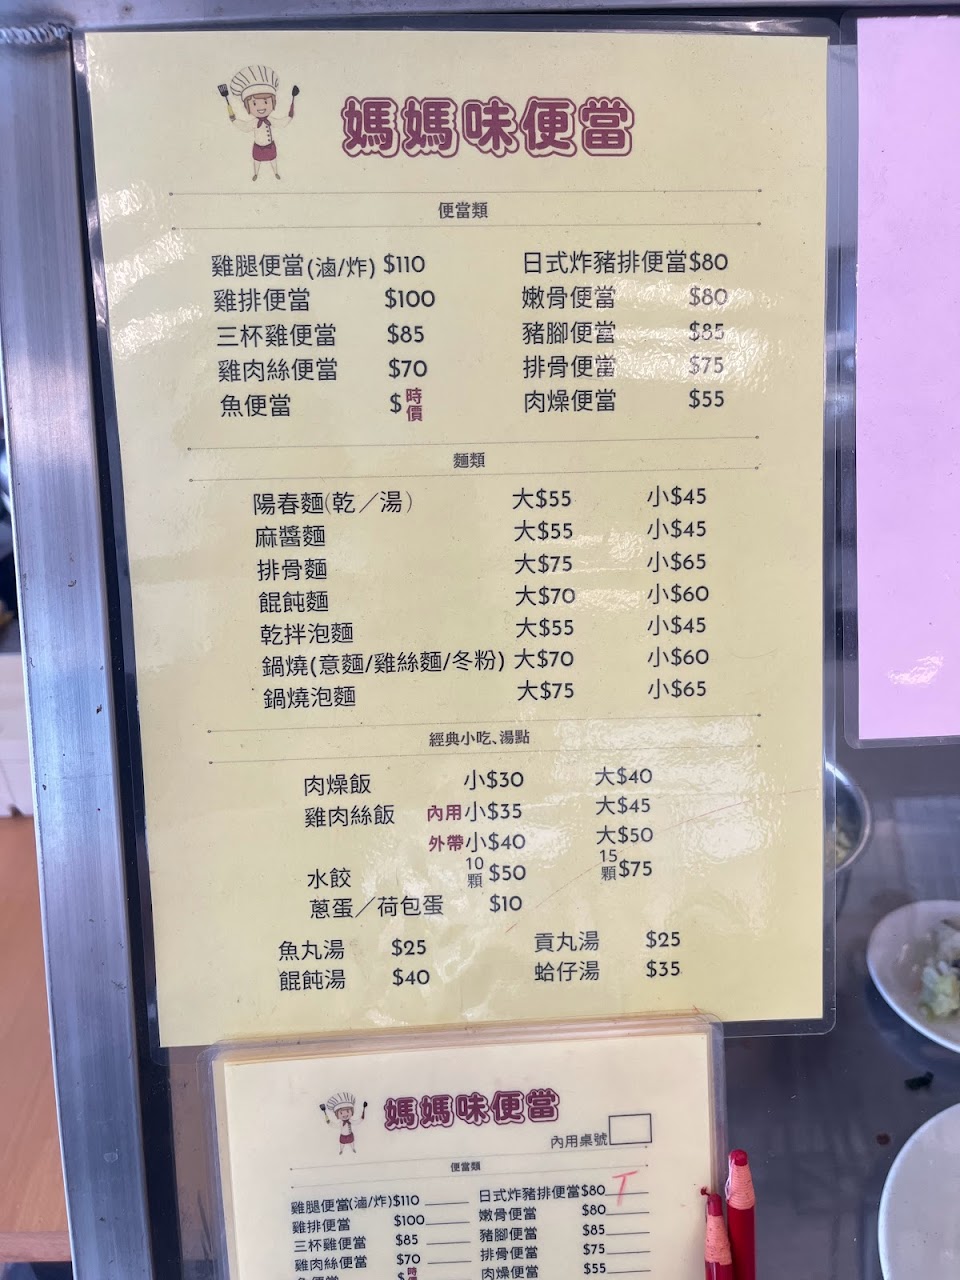 媽媽味便當
便當類
雞腿便當(滷/炸) $110 日式炸豬排便當$80
雞排便當 $100 嫩骨便當 $80
三杯雞便當 $85 豬腳便當 $85
雞肉絲便當 $70 排骨便當 $75
魚便當 $時價 肉燥便當 $55
麵類
陽春麵(乾／湯) 大$55 小$45
麻醬麵 大$55 小$45
排骨麵 大$75 小$65
餛飩麵 大$70 小$60
乾拌泡麵 大$55 小$45
鍋燒(意麵/雞絲麵/冬粉) 大$70 小$60
鍋燒泡麵 大$75 小$65
經典小吃、湯點
肉燥飯 小$30 大$40
雞肉絲飯 內用小$35 大$45
外帶小$40 大$50
水餃 10顆 $50 15顆 $75
蔥蛋／荷包蛋 $10
魚丸湯 $25 貢丸湯 $25
餛飩湯 $40 蛤仔湯 $35
媽媽味便當
內用桌號
便當類
雞腿便當(滷/炸)$110 日式炸豬排便當$80 T
雞排便當 $100 嫩骨便當 $80
三杯雞便當 $85 豬腳便當 $85
雞肉絲便當 $70 排骨便當 $75
魚便當 $時 肉燥便當 $55